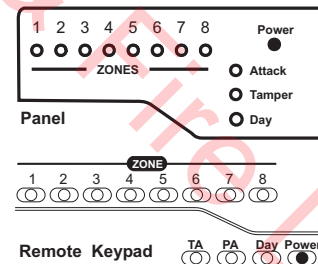 1 2 3 4 5 6 7 8 Power
ZONES
Attack
Tamper
Day
Panel
ZONE
1 2 3 4 5 6 7 8
Remote Keypad TA PA Day Power
& Fire